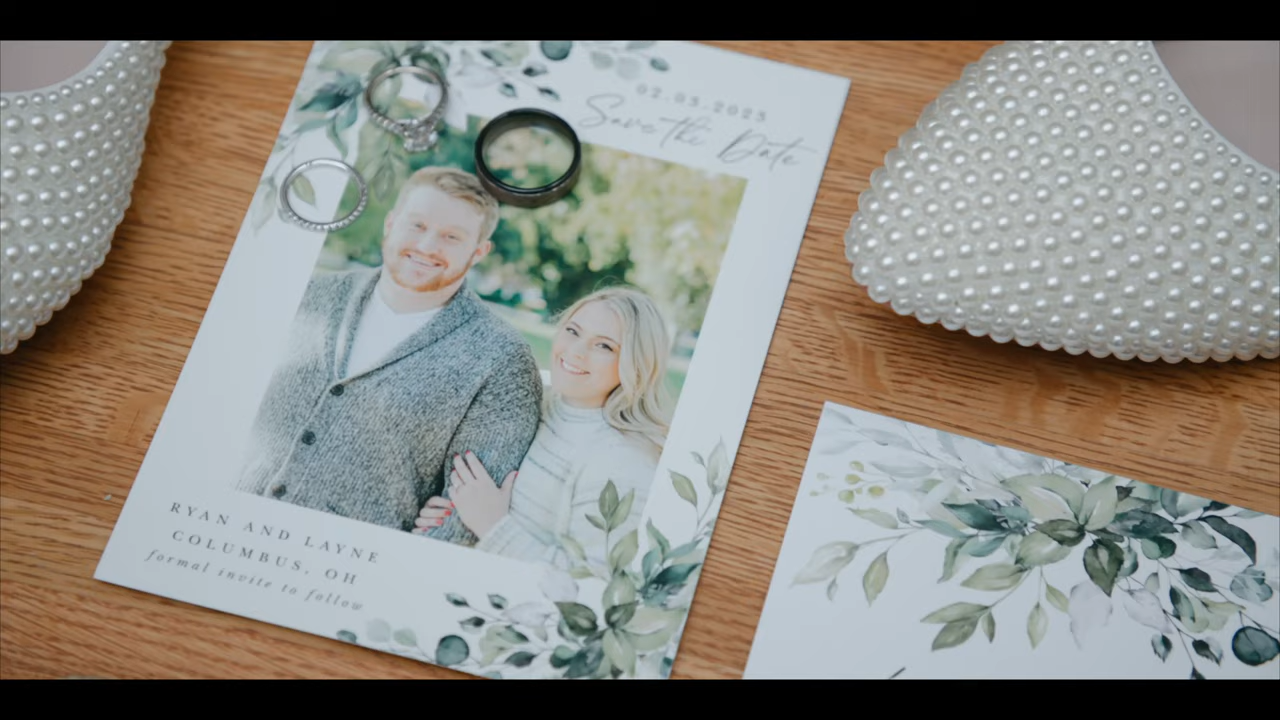 02.03.2023
Save the Date
RYAN AND LAYNE
COLUMBUS, OH
formal invite to follow